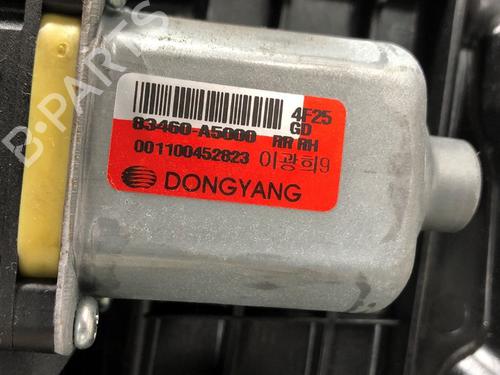 4F25
GD
83460-A5000 RR RH
001100452823 이광희9
DONGYANG
B-PARTS